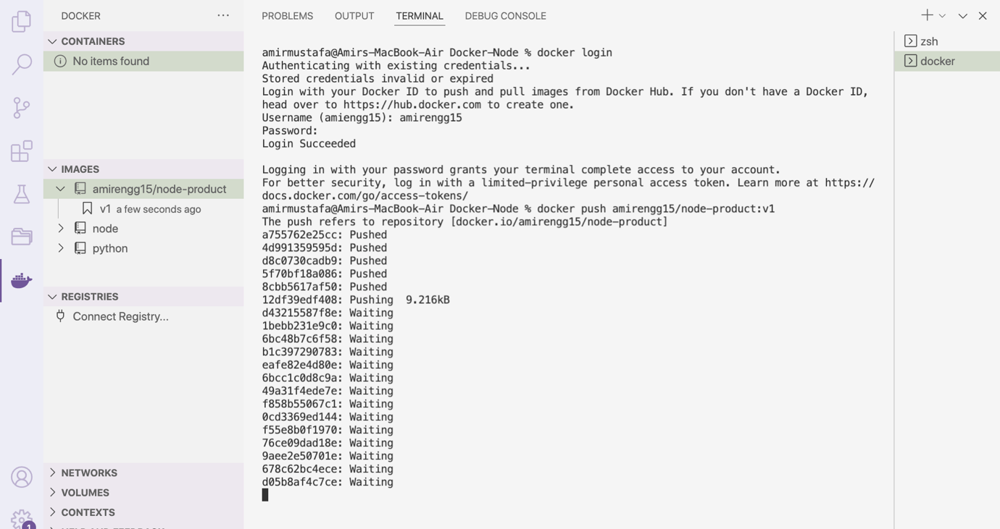 DOCKER
CONTAINERS
No items found
IMAGES
amirengg15/node-product
v1 a few seconds ago
node
python
REGISTRIES
Connect Registry...
NETWORKS
VOLUMES
CONTEXTS
1
PROBLEMS OUTPUT TERMINAL DEBUG CONSOLE
amirmustafa@Amirs-MacBook-Air Docker-Node % docker login
Authenticating with existing credentials...
Stored credentials invalid or expired
Login with your Docker ID to push and pull images from Docker Hub. If you don't have a Docker ID,
head over to https://hub.docker.com to create one.
Username (amiengg15): amirengg15
Password:
Login Succeeded
Logging in with your password grants your terminal complete access to your account.
For better security, log in with a limited-privilege personal access token. Learn more at https://
docs.docker.com/go/access-tokens/
amirmustafa@Amirs-MacBook-Air Docker-Node % docker push amirengg15/node-product:v1
The push refers to repository [docker.io/amirengg15/node-product]
a755762e25cc: Pushed
4d991359595d: Pushed
d8c0730cadb9: Pushed
5f70bf18a086: Pushed
8cbb5617af50: Pushed
12df39edf408: Pushing 9.216kB
d43215587f8e: Waiting
1bebb231e9c0: Waiting
6bc48b7c6f58: Waiting
b1c397290783: Waiting
eafe82e4d80e: Waiting
6bcc1c0d8c9a: Waiting
49a31f4ede7e: Waiting
f858b55067c1: Waiting
0cd3369ed144: Waiting
f55e8b0f1970: Waiting
76ce09dad18e: Waiting
9aee2e50701e: Waiting
678c62bc4ece: Waiting
d05b8af4c7ce: Waiting
zsh
docker